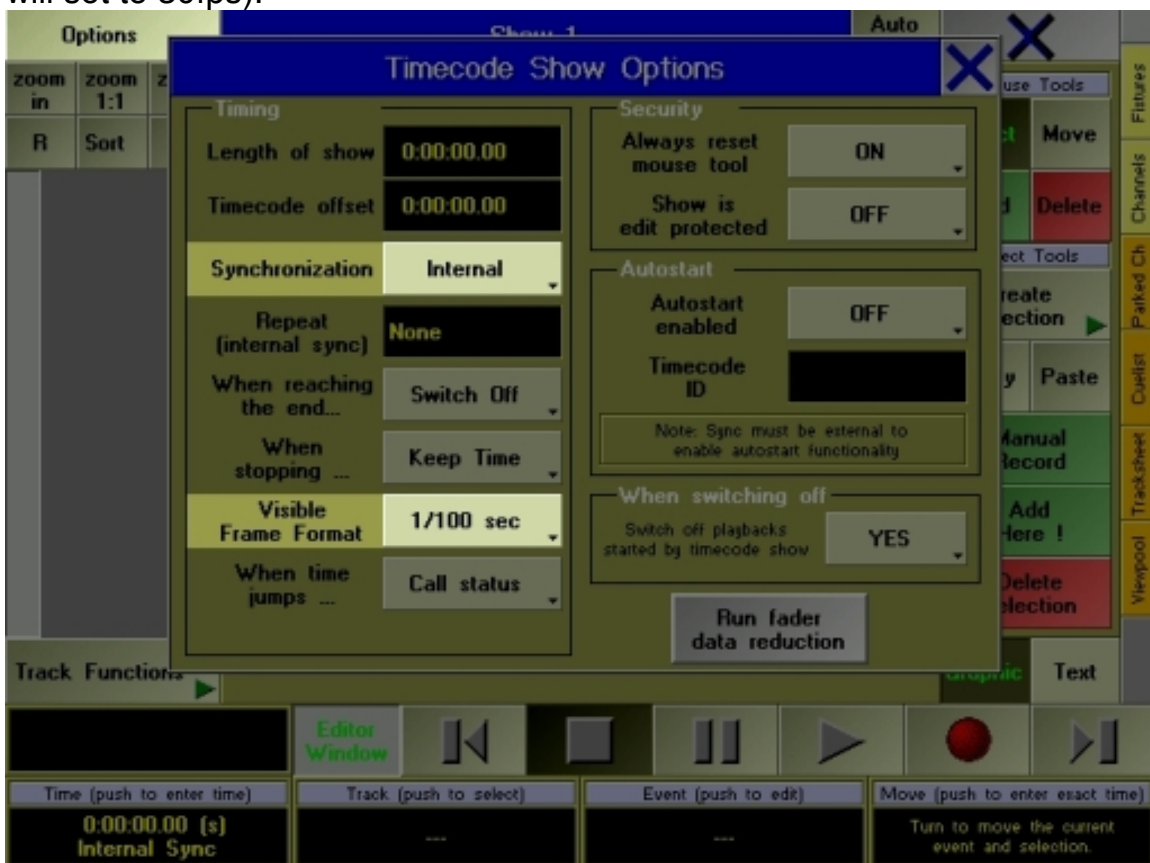 Options
Auto
zoom in
zoom 1:1
R
Sort
Timecode Show Options
Timing
Length of show
0:00:00.00
Timecode offset
0:00:00.00
Synchronization
Internal
Repeat
(internal sync)
None
When reaching
the end...
Switch Off
When
stopping ...
Keep Time
Visible
Frame Format
1/100 sec
When time
jumps ...
Call status
Security
Always reset
mouse tool
ON
Show is
edit protected
OFF
Autostart
Autostart
enabled
OFF
Timecode
ID
Note: Sync must be external to
enable autostart functionality
When switching off
Switch off playbacks
started by timecode show
YES
Run fader
data reduction
Tools
Move
Delete
Tools
Paste
Text
Fixtures
Channels
Parked Ch
Cuelist
Tracksheet
Viewpool
Track Functions
Editor
Window
Time (push to enter time)
0:00:00.00 (s)
Internal Sync
Track (push to select)
---
Event (push to edit)
---
Move (push to enter exact time)
Turn to move the current
event and selection.